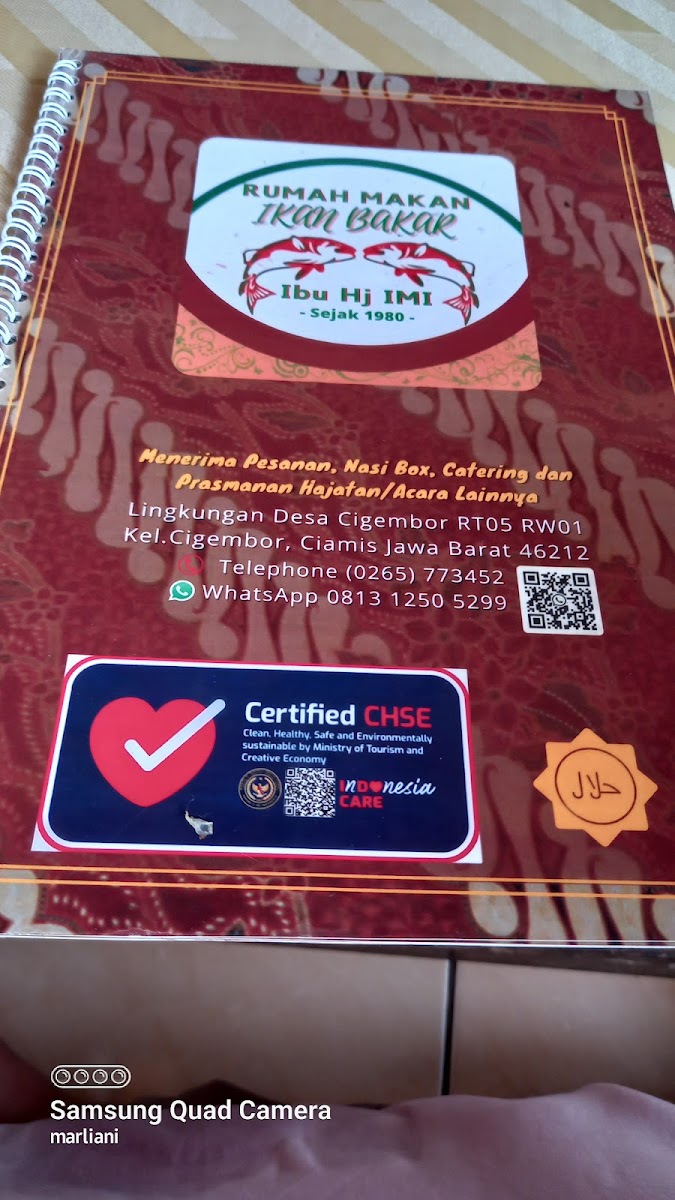 RUMAH MAKAN
IKAN BAKAR
Ibu Hj IMI
- Sejak 1980 -
Menerima Pesanan, Nasi Box, Catering dan
Prasmanan Hajatan/Acara Lainnya
Lingkungan Desa Cigembor RT05 RW01
Kel.Cigembor, Ciamis Jawa Barat 46212
Telephone (0265) 773452
WhatsApp 0813 1250 5299
Certified CHSE
Clean, Healthy, Safe and Environmentally
sustainable by Ministry of Tourism and
Creative Economy
INDONesia
CARE
حلال
Samsung Quad Camera
marliani